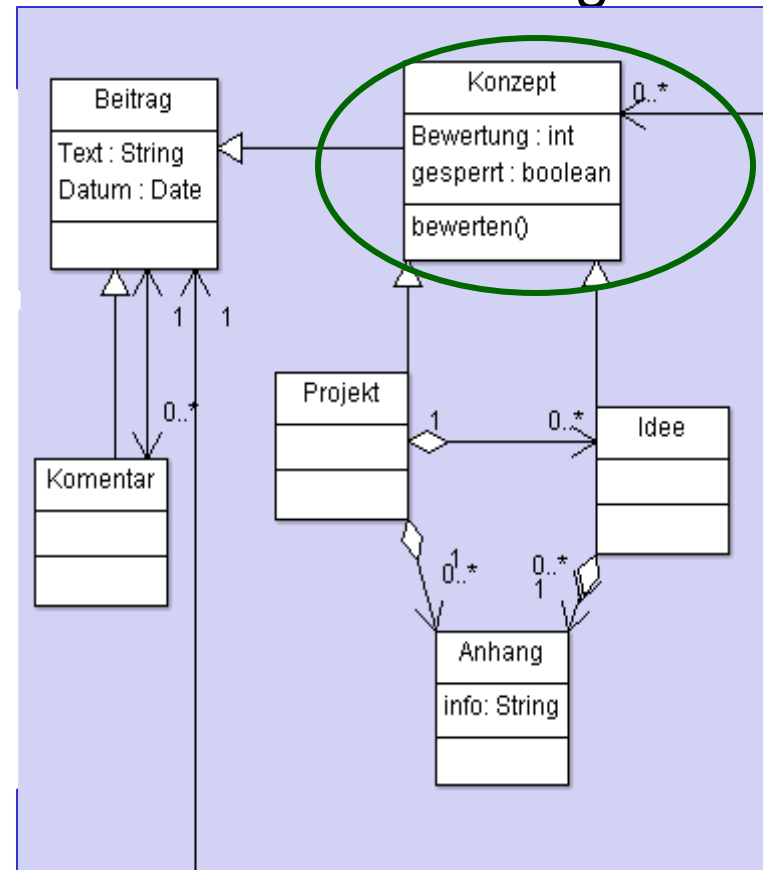 Beitrag
Text : String
Datum : Date
Konzept
Bewertung : int
gesperrt : boolean
bewerten()
0..*
1
1
0..*
Komentar
Projekt
1
0..*
Idee
1
0..*
0..*
1
Anhang
info: String